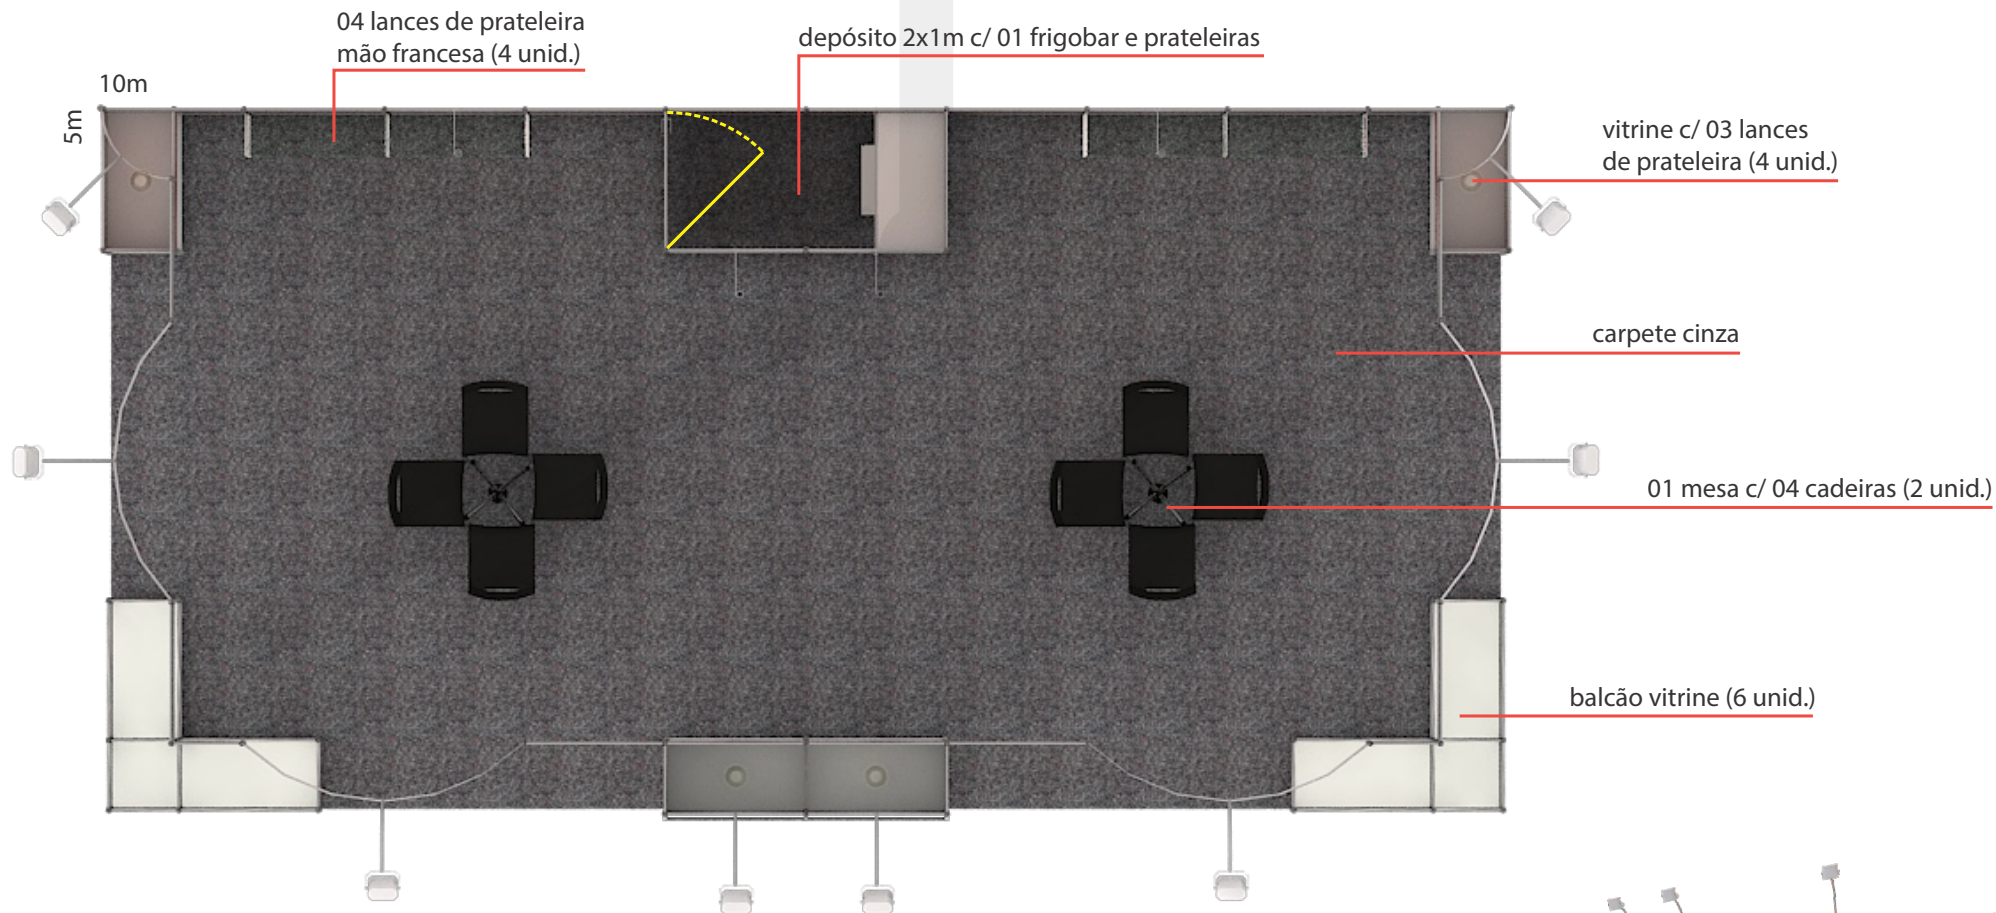 04 lances de prateleira
mão francesa (4 unid.)
depósito 2x1m c/ 01 frigobar e prateleiras
10m
5m
vitrine c/ 03 lances
de prateleira (4 unid.)
carpete cinza
01 mesa c/ 04 cadeiras (2 unid.)
balcão vitrine (6 unid.)